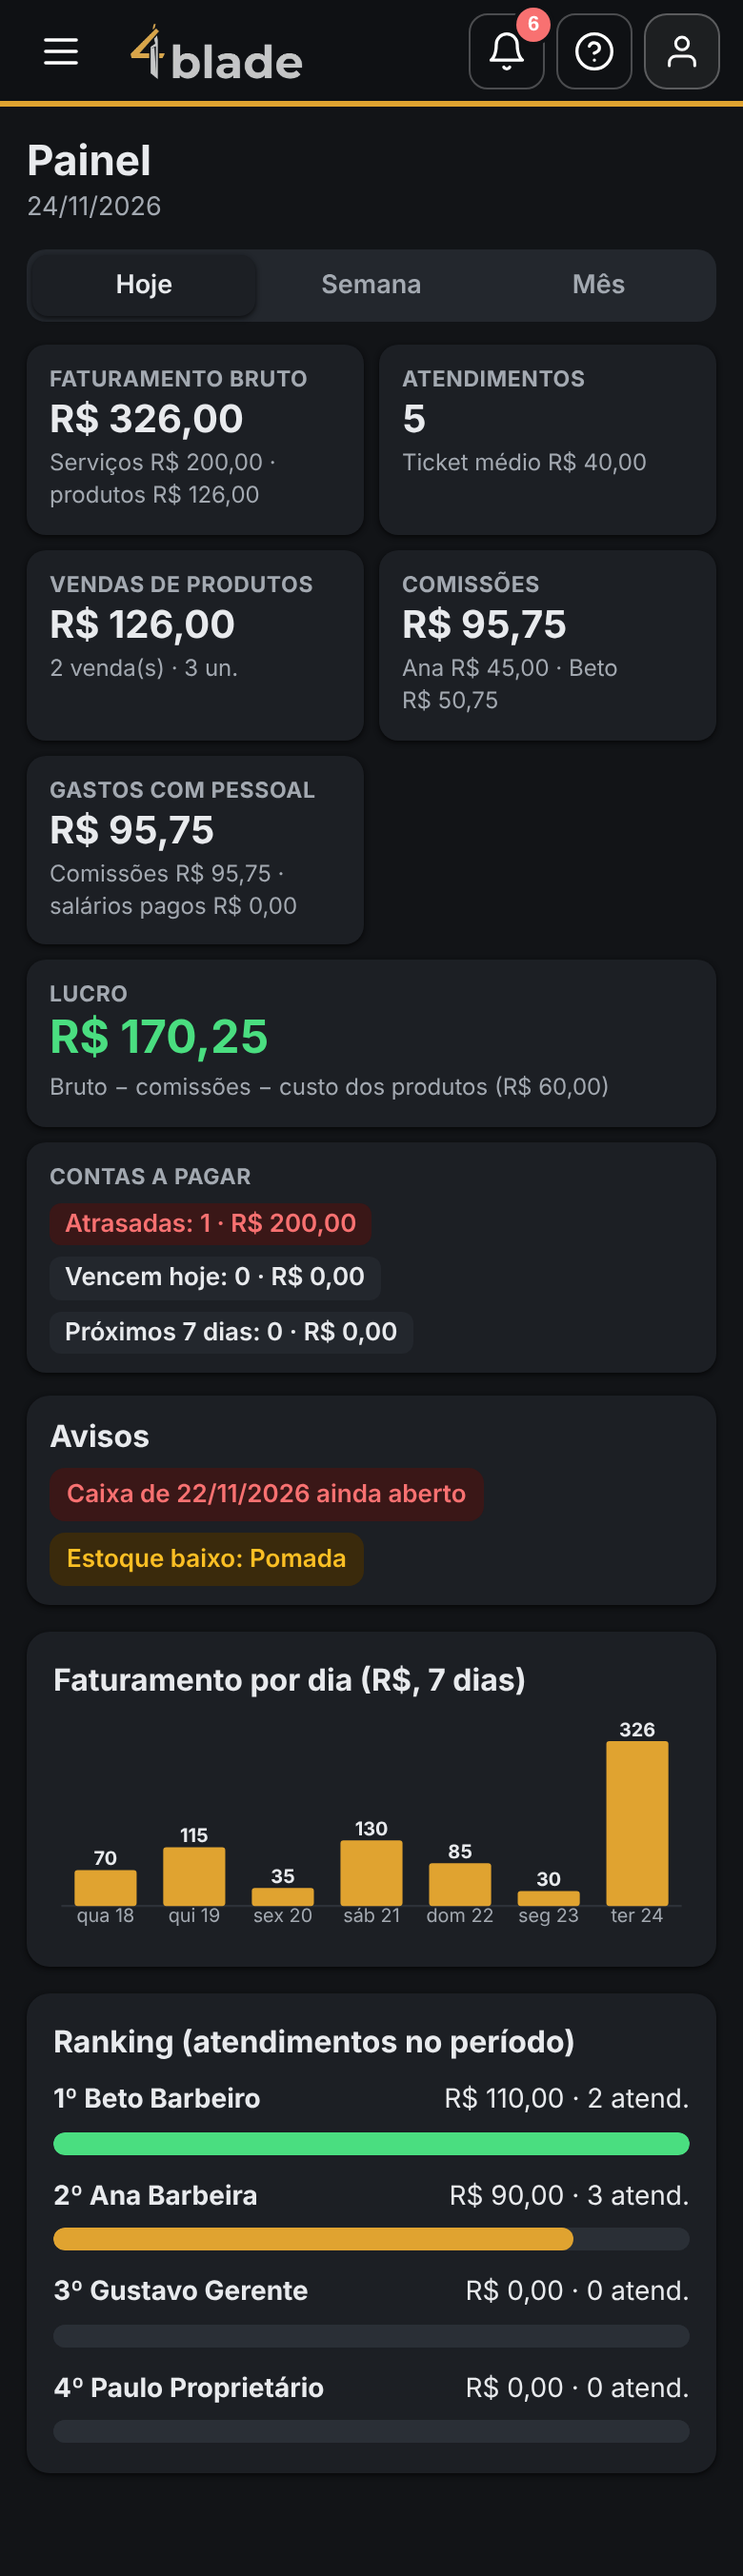 4blade
6
Painel
24/11/2026
Hoje
Semana
Mês
FATURAMENTO BRUTO
R$ 326,00
Serviços R$ 200,00 ·
produtos R$ 126,00
ATENDIMENTOS
5
Ticket médio R$ 40,00
VENDAS DE PRODUTOS
R$ 126,00
2 venda(s) · 3 un.
COMISSÕES
R$ 95,75
Ana R$ 45,00 · Beto
R$ 50,75
GASTOS COM PESSOAL
R$ 95,75
Comissões R$ 95,75 ·
salários pagos R$ 0,00
LUCRO
R$ 170,25
Bruto − comissões − custo dos produtos (R$ 60,00)
CONTAS A PAGAR
Atrasadas: 1 · R$ 200,00
Vencem hoje: 0 · R$ 0,00
Próximos 7 dias: 0 · R$ 0,00
Avisos
Caixa de 22/11/2026 ainda aberto
Estoque baixo: Pomada
Faturamento por dia (R$, 7 dias)
70
115
35
130
85
30
326
qua 18
qui 19
sex 20
sáb 21
dom 22
seg 23
ter 24
Ranking (atendimentos no período)
1º Beto Barbeiro
R$ 110,00 · 2 atend.
2º Ana Barbeira
R$ 90,00 · 3 atend.
3º Gustavo Gerente
R$ 0,00 · 0 atend.
4º Paulo Proprietário
R$ 0,00 · 0 atend.